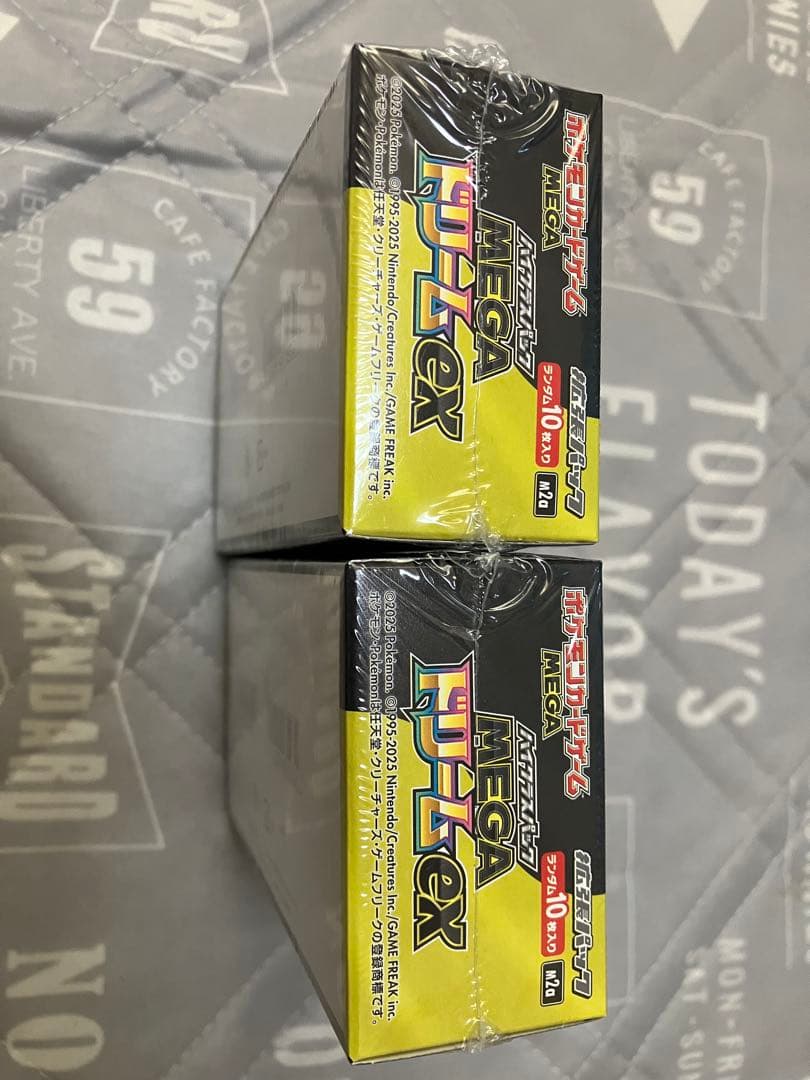 ポケモンカードゲーム
MEGA
拡張パック
ハイクラスパック
MEGA
ドリームex
ランダム10枚入り
M2a
©2025 Pokémon. ©1995-2025 Nintendo/Creatures Inc./GAME FREAK inc.
ポケモン・Pokémonは任天堂・クリーチャーズ・ゲームフリークの登録商標です。
ポケモンカードゲーム
MEGA
拡張パック
ハイクラスパック
MEGA
ドリームex
ランダム10枚入り
M2a
©2025 Pokémon. ©1995-2025 Nintendo/Creatures Inc./GAME FREAK inc.
ポケモン・Pokémonは任天堂・クリーチャーズ・ゲームフリークの登録商標です。
CAFE FACTORY
59
LIBERTY AVE.
CAFE FACTORY
59
TODAY'S
FLAVOR
STANDARD
NO
MON-FR
SAT-SUN